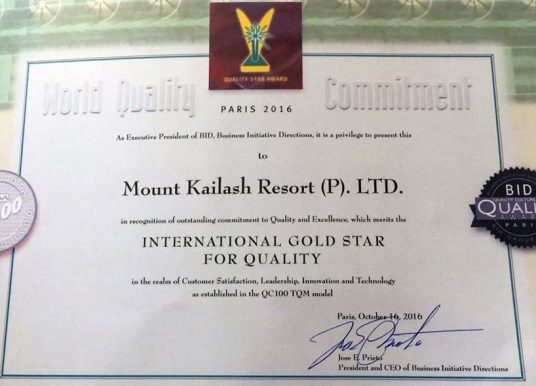 QUALITY STAR AWARD
World Quality Commitment
PARIS 2016
As Executive President of BID, Business Initiative Directions, it is a privilege to present this
to
Mount Kailash Resort (P). LTD.
in recognition of outstanding commitment to Quality and Excellence, which merits the
INTERNATIONAL GOLD STAR
FOR QUALITY
in the realm of Customer Satisfaction, Leadership, Innovation and Technology
as established in the QC100 TQM model
BID
QUALITY CULTURE
QUALITY
AWARD
PARIS
Paris, October 16, 2016
Jose E. Prieto
President and CEO of Business Initiative Directions